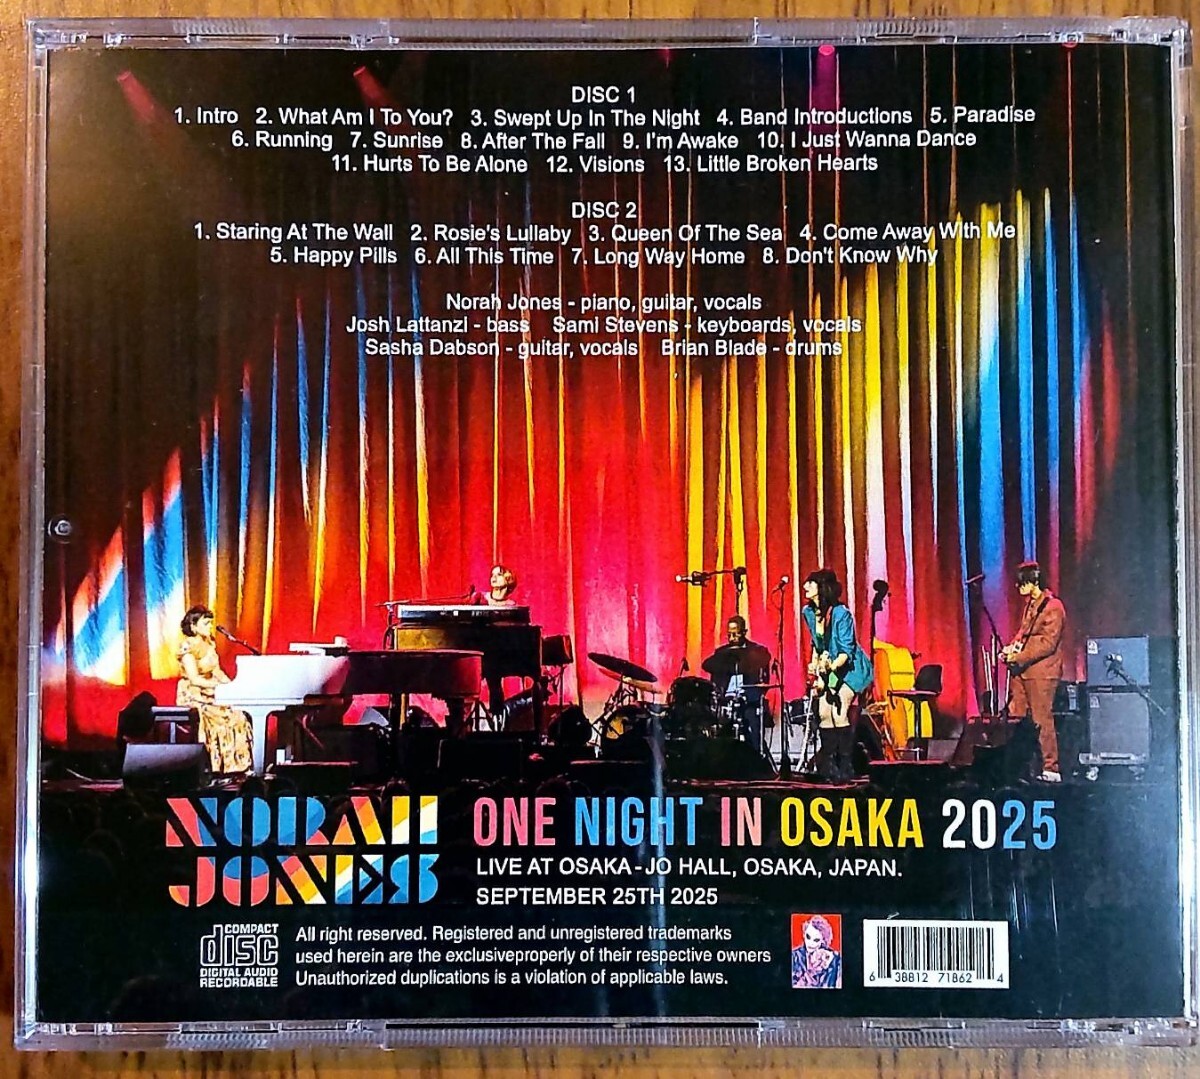 DISC 1
1. Intro 2. What Am I To You? 3. Swept Up In The Night 4. Band Introductions 5. Paradise
6. Running 7. Sunrise 8. After The Fall 9. I'm Awake 10. I Just Wanna Dance
11. Hurts To Be Alone 12. Visions 13. Little Broken Hearts
DISC 2
1. Staring At The Wall 2. Rosie's Lullaby 3. Queen Of The Sea 4. Come Away With Me
5. Happy Pills 6. All This Time 7. Long Way Home 8. Don't Know Why
Norah Jones - piano, guitar, vocals
Josh Lattanzi - bass Sami Stevens - keyboards, vocals
Sasha Dabson - guitar, vocals Brian Blade - drums
NORAH
JONES
ONE NIGHT IN OSAKA 2025
LIVE AT OSAKA-JO HALL, OSAKA, JAPAN.
SEPTEMBER 25TH 2025
COMPACT
disc
DIGITAL AUDIO
RECORDABLE
All right reserved. Registered and unregistered trademarks
used herein are the exclusiveproperly of their respective owners
Unauthorized duplications is a violation of applicable laws.
6 38812 71862 4